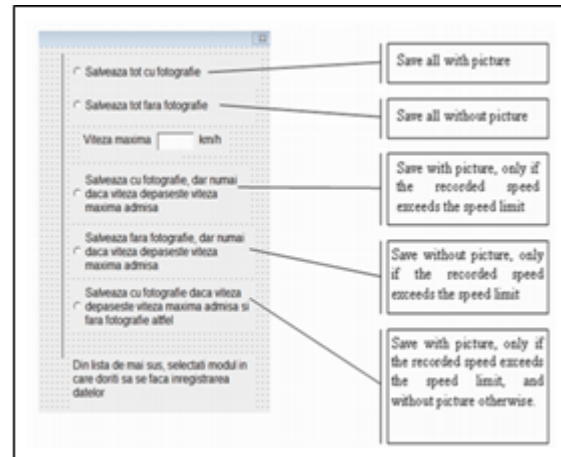 Salveaza tot cu fotografie
Salveaza tot fara fotografie
Viteza maxima km/h
Salveaza cu fotografie, dar numai
daca viteza depaseste viteza
maxima admisa
Salveaza fara fotografie, dar numai
daca viteza depaseste viteza
maxima admisa
Salveaza cu fotografie daca viteza
depaseste viteza maxima admisa si
fara fotografie altfel
Din lista de mai sus, selectati modul in
care doriti sa se faca inregistrarea
datelor
Save all with picture
Save all without picture
Save with picture, only if
the recorded speed
exceeds the speed limit
Save without picture, only
if the recorded speed
exceeds the speed limit
Save with picture, only if
the recorded speed exceeds
the speed limit, and
without picture otherwise.